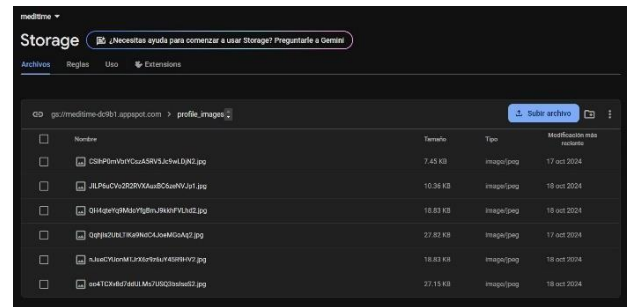 meditime
Storage ¿Necesitas ayuda para comenzar a usar Storage? Preguntarle a Gemini
Archivos Reglas Uso Extensions
gs://meditime-dc9b1.appspot.com > profile_images Subir archivo
Nombre Tamaño Tipo Modificación más reciente
7.45 KB image/jpeg 17 oct 2024
10.36 KB image/jpeg 18 oct 2024
18.83 KB image/jpeg 18 oct 2024
27.82 KB image/jpeg 17 oct 2024
18.83 KB image/jpeg 18 oct 2024
27.15 KB image/jpeg 18 oct 2024